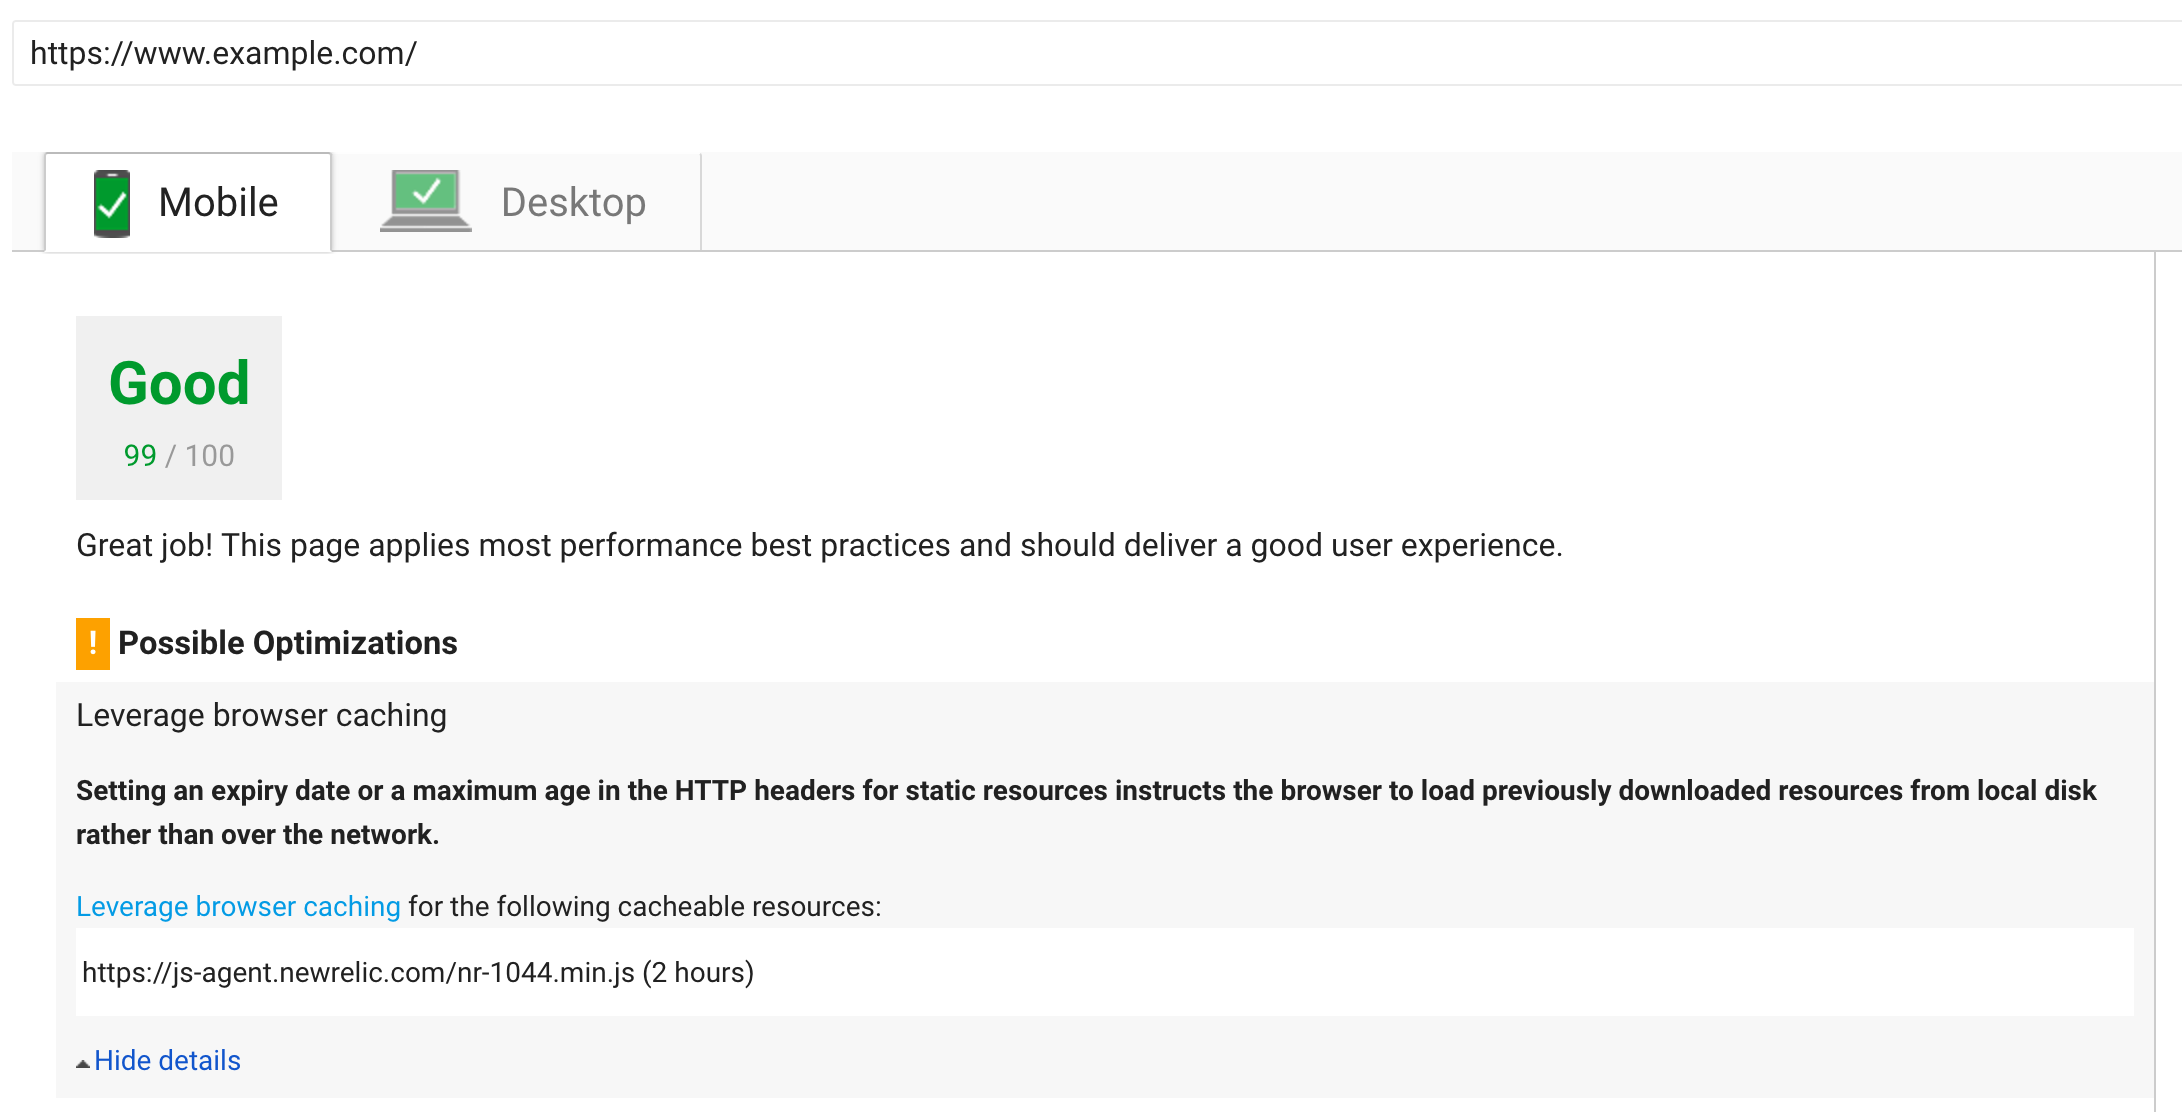 https://www.example.com/
Mobile
Desktop
Good
99 / 100
Great job! This page applies most performance best practices and should deliver a good user experience.
! Possible Optimizations
Leverage browser caching
Setting an expiry date or a maximum age in the HTTP headers for static resources instructs the browser to load previously downloaded resources from local disk
rather than over the network.
Leverage browser caching for the following cacheable resources:
https://js-agent.newrelic.com/nr-1044.min.js (2 hours)
Hide details